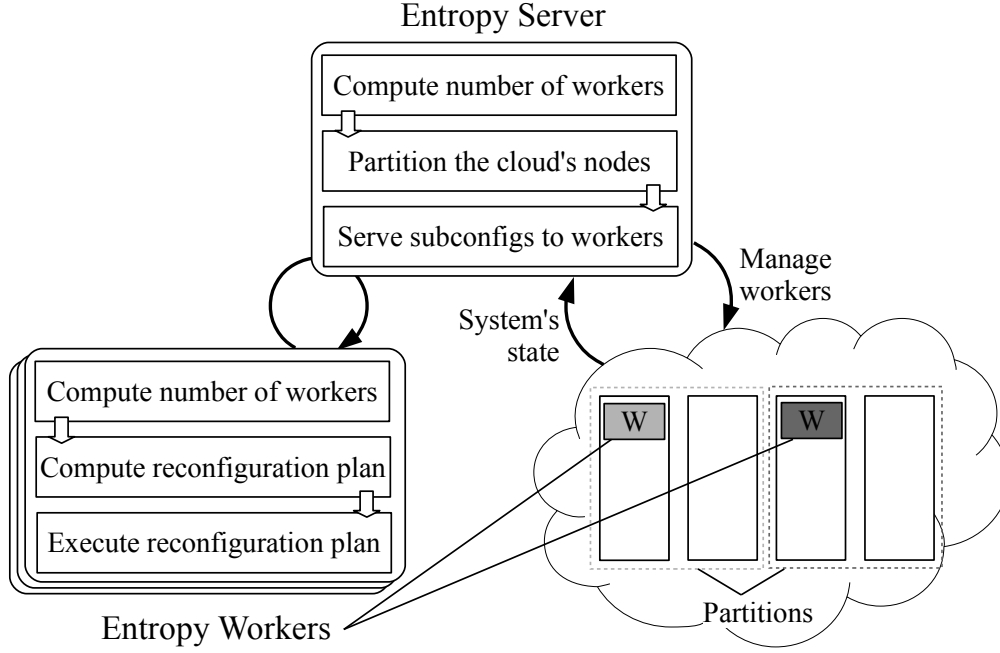 Entropy Server
Compute number of workers
Partition the cloud's nodes
Serve subconfigs to workers
Manage
workers
System's
state
Compute number of workers
Compute reconfiguration plan
Execute reconfiguration plan
W
W
Partitions
Entropy Workers